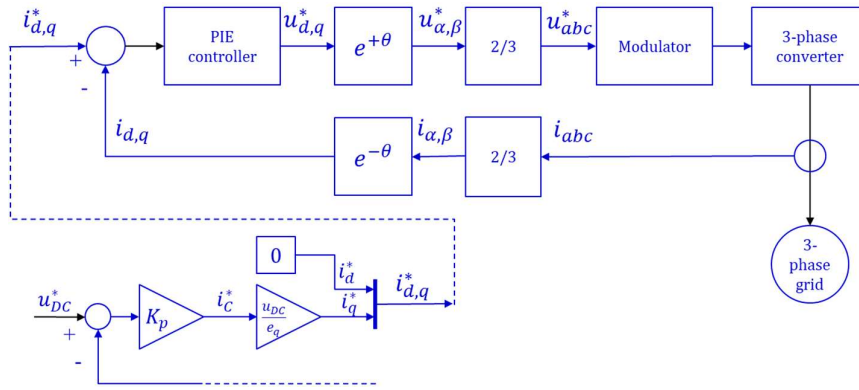 i*d,q
+
-
PIE
controller
u*d,q
e+θ
u*α,β
2/3
u*abc
Modulator
3-phase
converter
id,q
e−θ
iα,β
2/3
iabc
3-
phase
grid
0
i*d
i*q
i*d,q
u*DC
+
-
Kp
i*C
uDC
eq